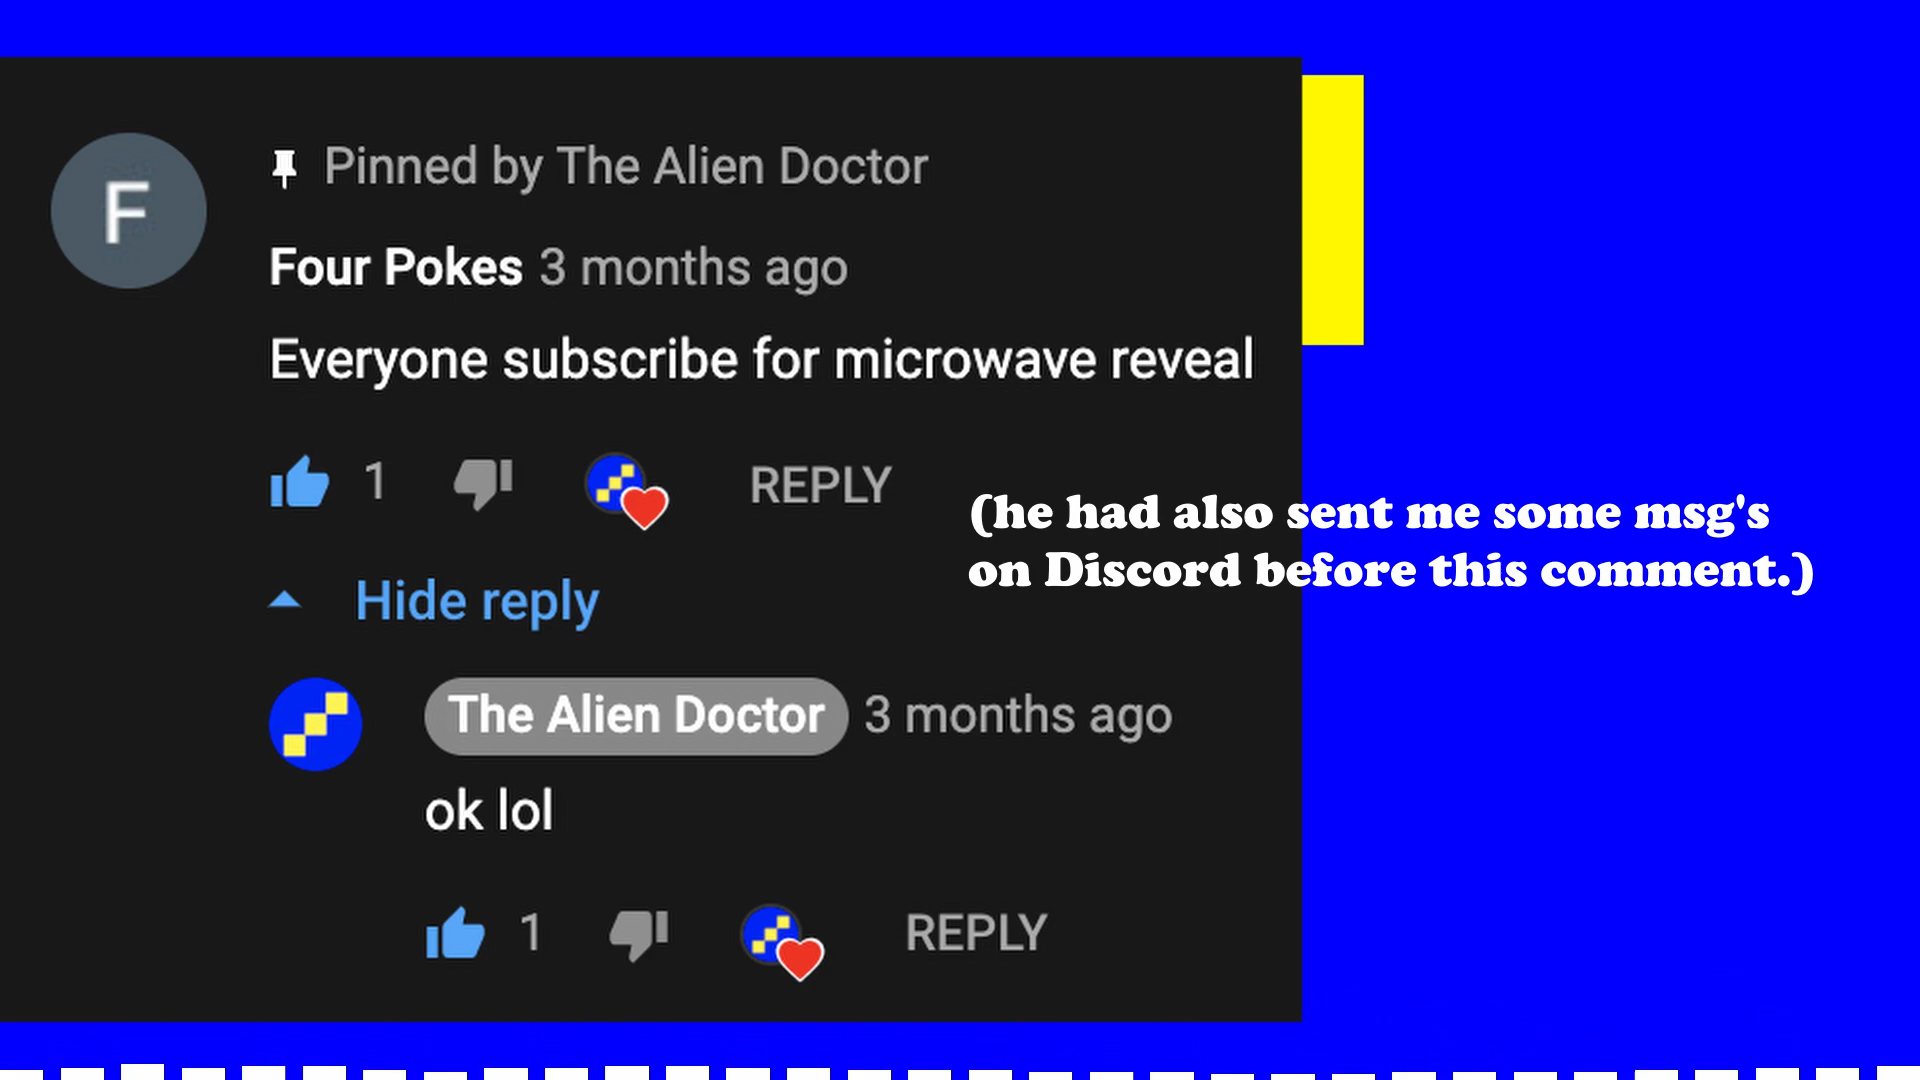 F
Pinned by The Alien Doctor
Four Pokes 3 months ago
Everyone subscribe for microwave reveal
1 REPLY
(he had also sent me some msg's
on Discord before this comment.)
Hide reply
The Alien Doctor 3 months ago
ok lol
1 REPLY